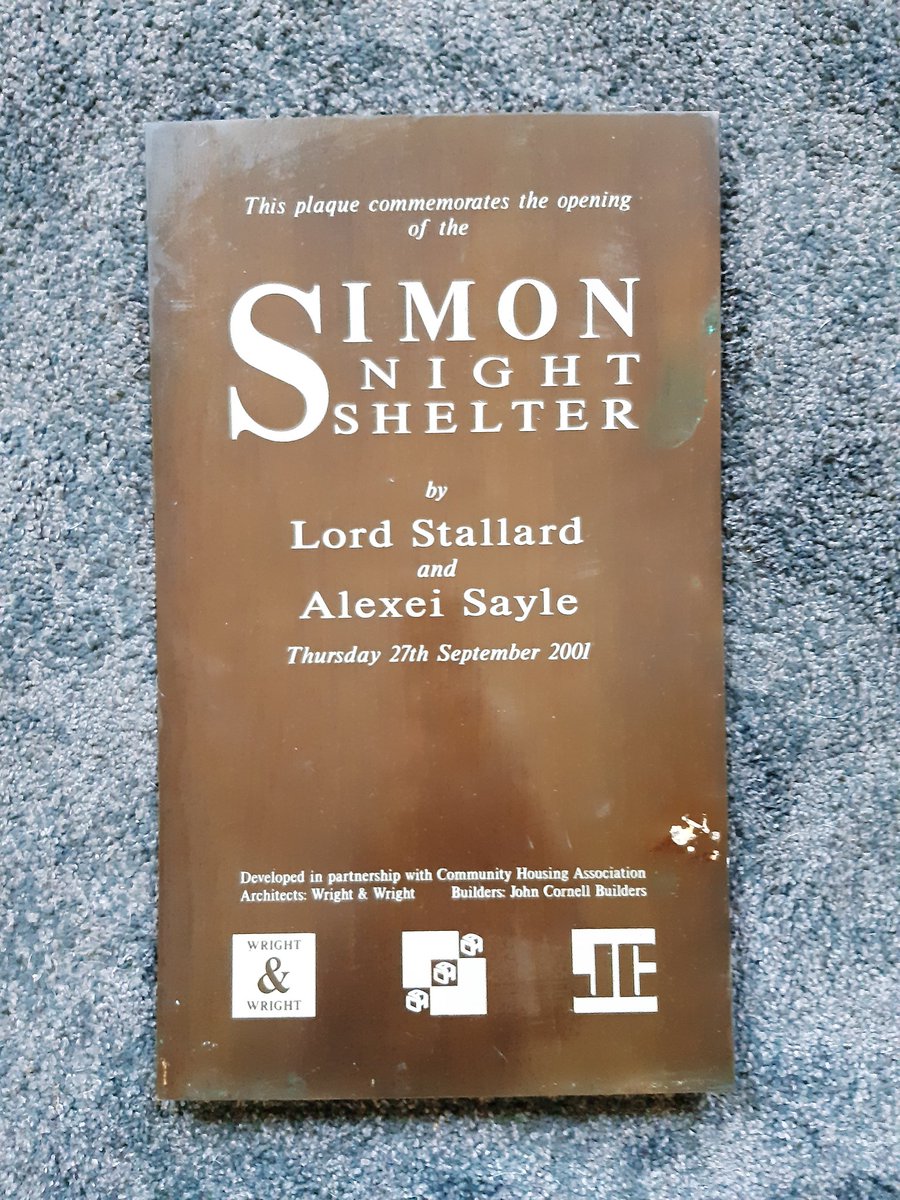 This plaque commemorates the opening
of the
SIMON
NIGHT
SHELTER
by
Lord Stallard
and
Alexei Sayle
Thursday 27th September 2001
Developed in partnership with Community Housing Association
Architects: Wright & Wright Builders: John Cornell Builders
WRIGHT
&
WRIGHT